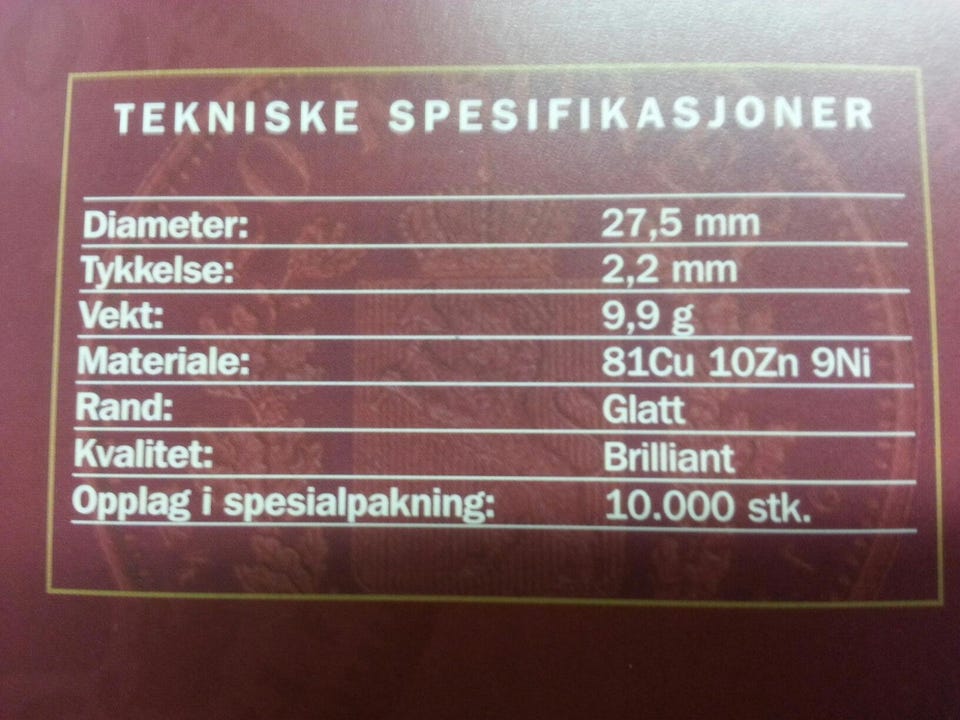 TEKNISKE SPESIFIKASJONER
Diameter: 27,5 mm
Tykkelse: 2,2 mm
Vekt: 9,9 g
Materiale: 81Cu 10Zn 9Ni
Rand: Glatt
Kvalitet: Brilliant
Opplag i spesialpakning: 10.000 stk.